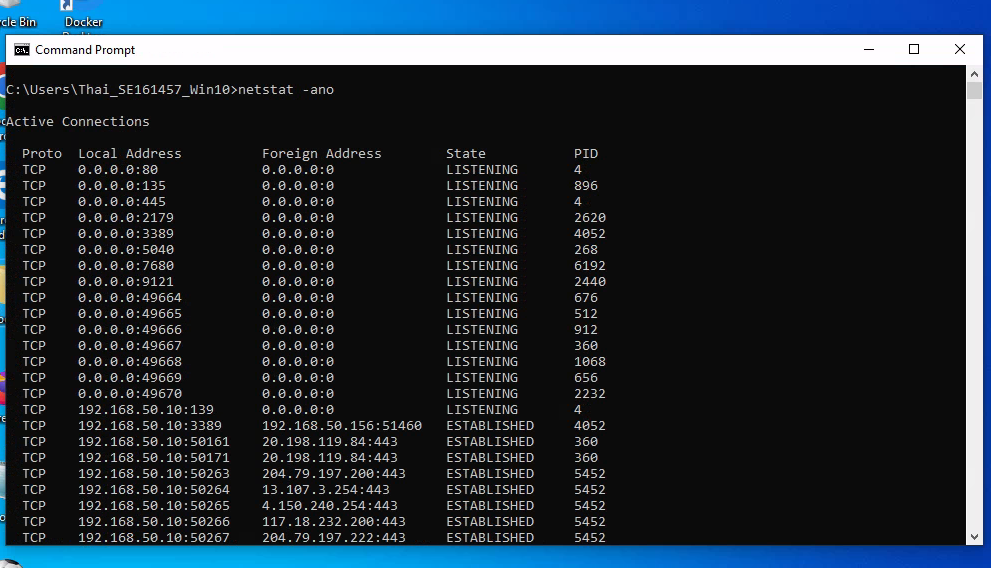 cle Bin Docker
Command Prompt
C:\Users\Thai_SE161457_Win10>netstat -ano
Active Connections
Proto Local Address Foreign Address State PID
TCP 0.0.0.0:80 0.0.0.0:0 LISTENING 4
TCP 0.0.0.0:135 0.0.0.0:0 LISTENING 896
TCP 0.0.0.0:445 0.0.0.0:0 LISTENING 4
TCP 0.0.0.0:2179 0.0.0.0:0 LISTENING 2620
TCP 0.0.0.0:3389 0.0.0.0:0 LISTENING 4052
TCP 0.0.0.0:5040 0.0.0.0:0 LISTENING 268
TCP 0.0.0.0:7680 0.0.0.0:0 LISTENING 6192
TCP 0.0.0.0:9121 0.0.0.0:0 LISTENING 2440
TCP 0.0.0.0:49664 0.0.0.0:0 LISTENING 676
TCP 0.0.0.0:49665 0.0.0.0:0 LISTENING 512
TCP 0.0.0.0:49666 0.0.0.0:0 LISTENING 912
TCP 0.0.0.0:49667 0.0.0.0:0 LISTENING 360
TCP 0.0.0.0:49668 0.0.0.0:0 LISTENING 1068
TCP 0.0.0.0:49669 0.0.0.0:0 LISTENING 656
TCP 0.0.0.0:49670 0.0.0.0:0 LISTENING 2232
TCP 192.168.50.10:139 0.0.0.0:0 LISTENING 4
TCP 192.168.50.10:3389 192.168.50.156:51460 ESTABLISHED 4052
TCP 192.168.50.10:50161 20.198.119.84:443 ESTABLISHED 360
TCP 192.168.50.10:50171 20.198.119.84:443 ESTABLISHED 360
TCP 192.168.50.10:50263 204.79.197.200:443 ESTABLISHED 5452
TCP 192.168.50.10:50264 13.107.3.254:443 ESTABLISHED 5452
TCP 192.168.50.10:50265 4.150.240.254:443 ESTABLISHED 5452
TCP 192.168.50.10:50266 117.18.232.200:443 ESTABLISHED 5452
TCP 192.168.50.10:50267 204.79.197.222:443 ESTABLISHED 5452